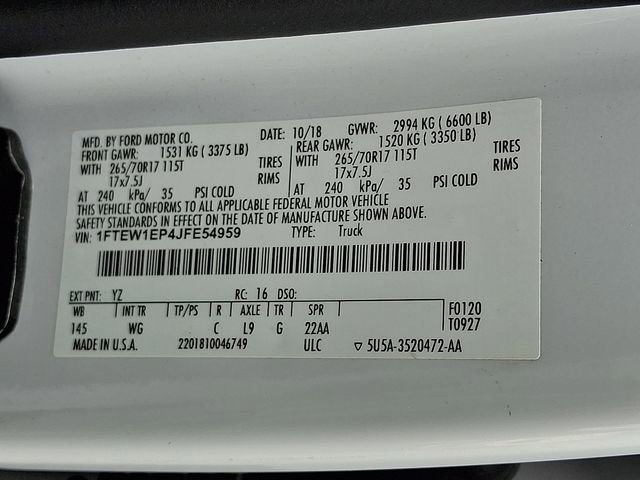 MFD. BY FORD MOTOR CO. DATE: 10/18 GVWR: 2994 KG ( 6600 LB)
FRONT GAWR: 1531 KG ( 3375 LB) REAR GAWR: 1520 KG ( 3350 LB)
WITH 265/70R17 115T TIRES WITH 265/70R17 115T TIRES
17x7.5J RIMS 17x7.5J RIMS
AT 240 kPa/ 35 PSI COLD AT 240 kPa/ 35 PSI COLD
THIS VEHICLE CONFORMS TO ALL APPLICABLE FEDERAL MOTOR VEHICLE
SAFETY STANDARDS IN EFFECT ON THE DATE OF MANUFACTURE SHOWN ABOVE.
VIN: 1FTEW1EP4JFE54959 TYPE: Truck
EXT PNT: YZ RC: 16 DSO:
WB INT TR TP/PS R AXLE TR SPR F0120
145 WG C L9 G 22AA T0927
MADE IN U.S.A. 2201810046749 ULC ▽ 5U5A-3520472-AA